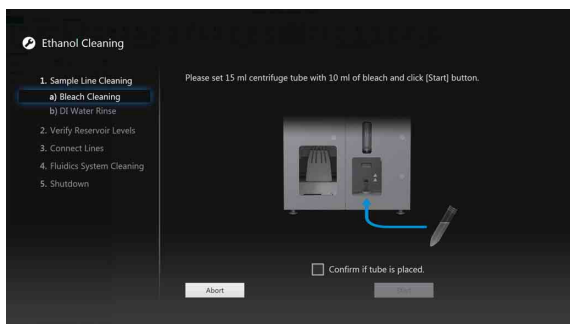 Ethanol Cleaning
1. Sample Line Cleaning
a) Bleach Cleaning
b) DI Water Rinse
2. Verify Reservoir Levels
3. Connect Lines
4. Fluidics System Cleaning
5. Shutdown
Please set 15 ml centrifuge tube with 10 ml of bleach and click [Start] button.
Confirm if tube is placed.
Abort
Start